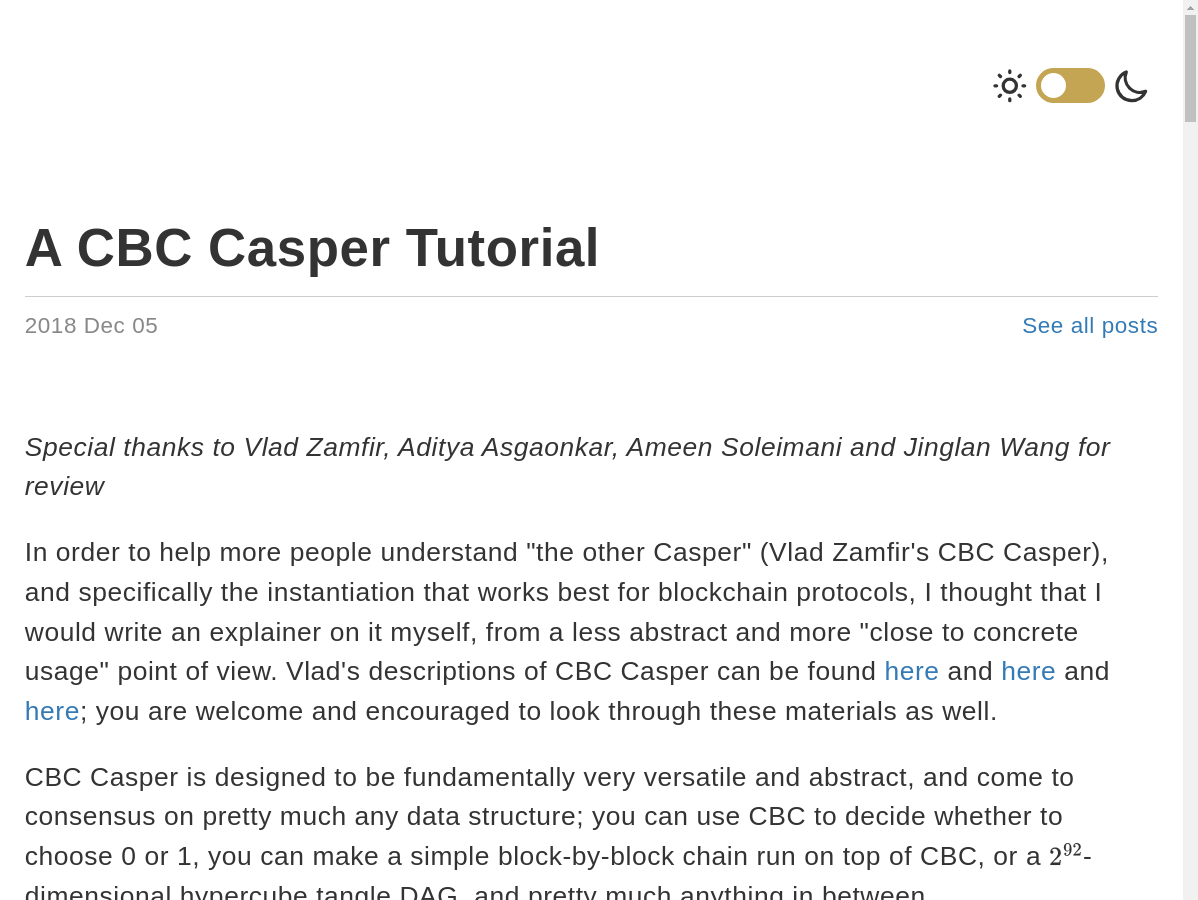 A CBC Casper Tutorial
2018 Dec 05
See all posts
Special thanks to Vlad Zamfir, Aditya Asgaonkar, Ameen Soleimani and Jinglan Wang for
review
In order to help more people understand "the other Casper" (Vlad Zamfir's CBC Casper),
and specifically the instantiation that works best for blockchain protocols, I thought that I
would write an explainer on it myself, from a less abstract and more "close to concrete
usage" point of view. Vlad's descriptions of CBC Casper can be found here and here and
here; you are welcome and encouraged to look through these materials as well.
CBC Casper is designed to be fundamentally very versatile and abstract, and come to
consensus on pretty much any data structure; you can use CBC to decide whether to
choose 0 or 1, you can make a simple block-by-block chain run on top of CBC, or a 2⁹²-
dimensional hypercube tangle DAG, and pretty much anything in between.